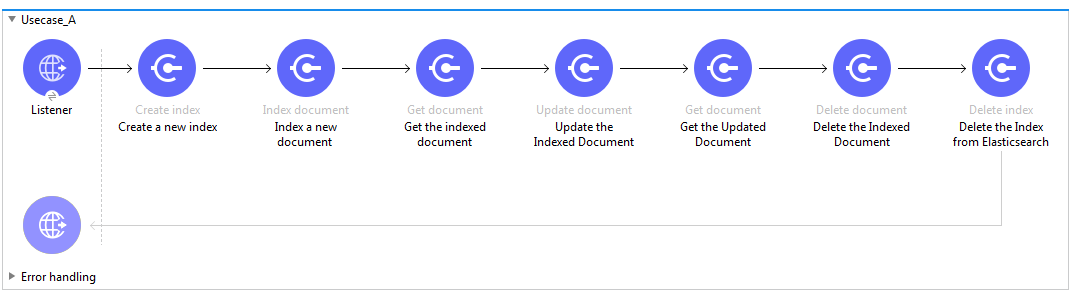 Usecase_A
Listener
Create index
Create a new index
Index document
Index a new
document
Get document
Get the indexed
document
Update document
Update the
Indexed Document
Get document
Get the Updated
Document
Delete document
Delete the Indexed
Document
Delete index
Delete the Index
from Elasticsearch
Error handling